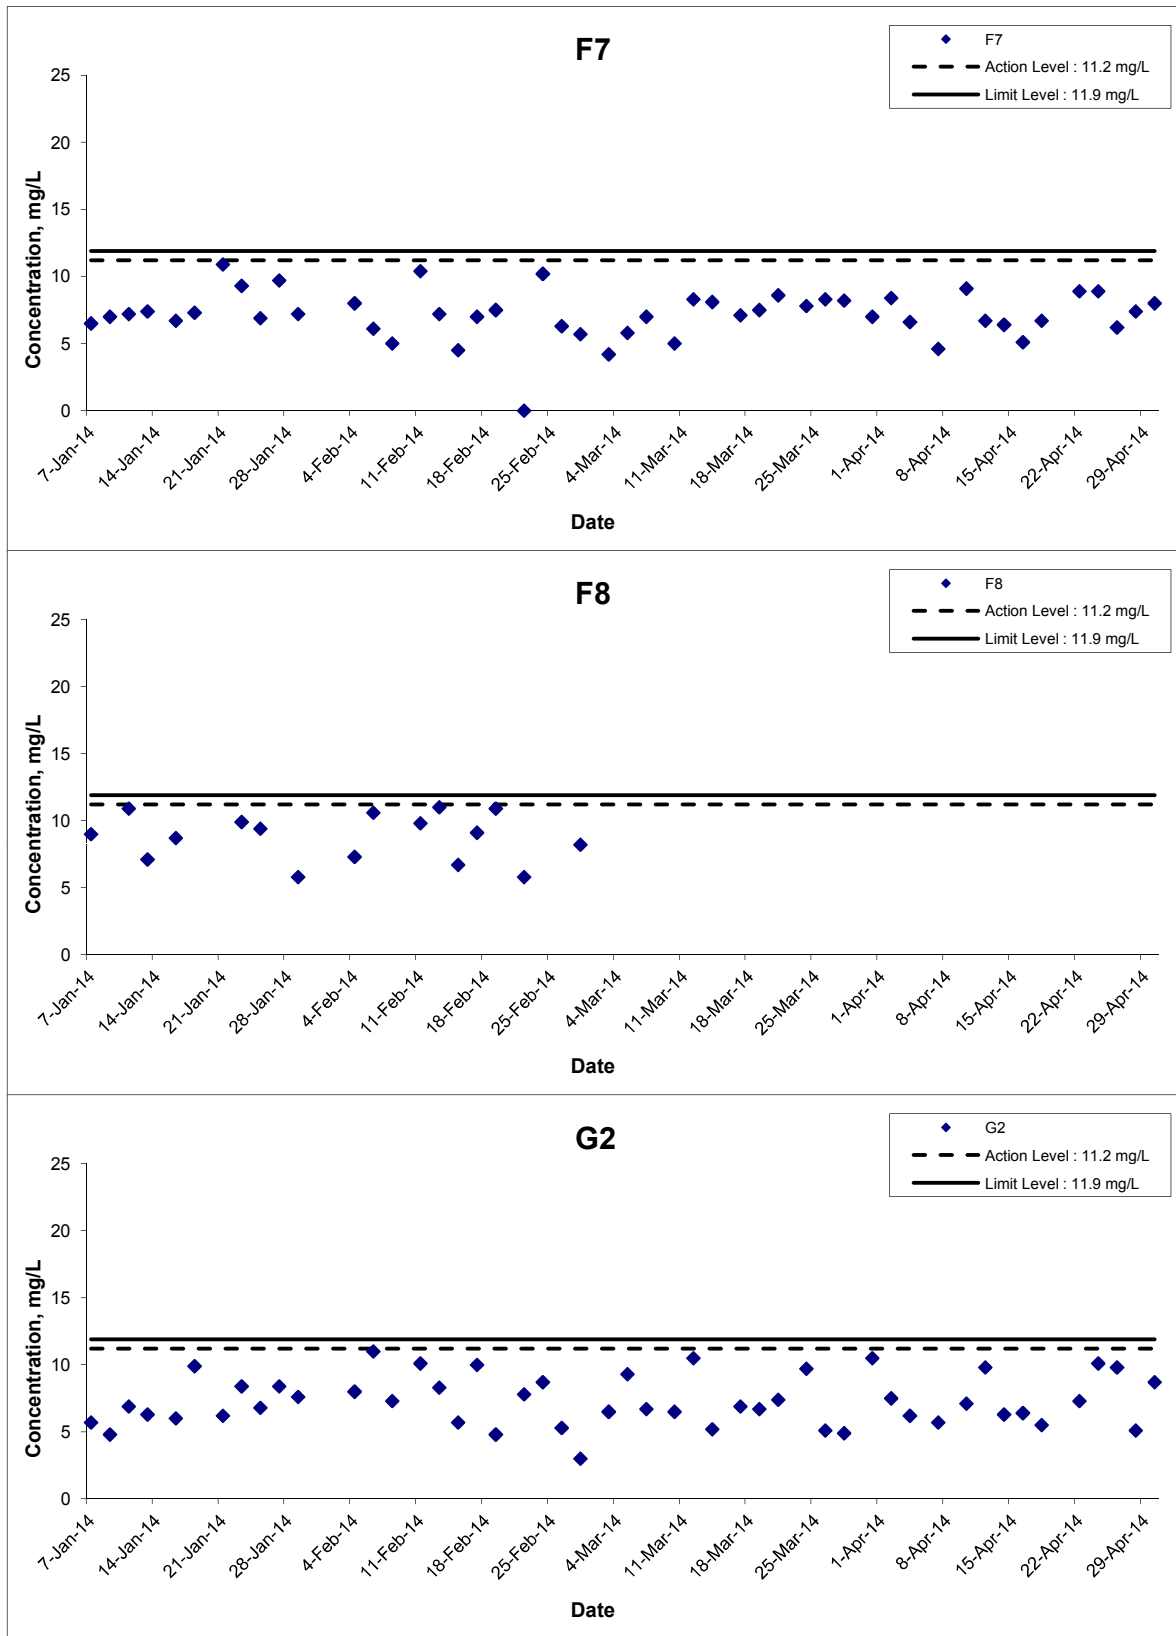 F7
F7
Action Level : 11.2 mg/L
Limit Level : 11.9 mg/L
25
20
15
10
5
0
Concentration, mg/L
7-Jan-14
14-Jan-14
21-Jan-14
28-Jan-14
4-Feb-14
11-Feb-14
18-Feb-14
25-Feb-14
4-Mar-14
11-Mar-14
18-Mar-14
25-Mar-14
1-Apr-14
8-Apr-14
15-Apr-14
22-Apr-14
29-Apr-14
Date
F8
F8
Action Level : 11.2 mg/L
Limit Level : 11.9 mg/L
25
20
15
10
5
0
Concentration, mg/L
7-Jan-14
14-Jan-14
21-Jan-14
28-Jan-14
4-Feb-14
11-Feb-14
18-Feb-14
25-Feb-14
4-Mar-14
11-Mar-14
18-Mar-14
25-Mar-14
1-Apr-14
8-Apr-14
15-Apr-14
22-Apr-14
29-Apr-14
Date
G2
G2
Action Level : 11.2 mg/L
Limit Level : 11.9 mg/L
25
20
15
10
5
0
Concentration, mg/L
7-Jan-14
14-Jan-14
21-Jan-14
28-Jan-14
4-Feb-14
11-Feb-14
18-Feb-14
25-Feb-14
4-Mar-14
11-Mar-14
18-Mar-14
25-Mar-14
1-Apr-14
8-Apr-14
15-Apr-14
22-Apr-14
29-Apr-14
Date